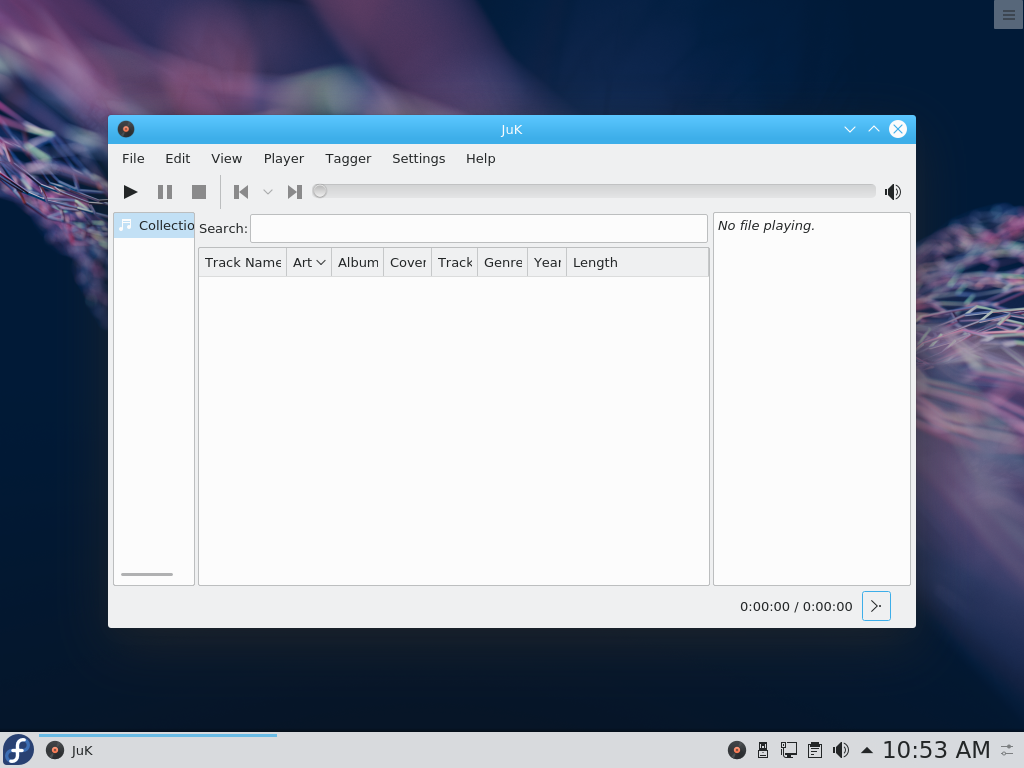 JuK
File Edit View Player Tagger Settings Help
Collectio
Search:
No file playing.
Track Name Art Album Cover Track Genre Year Length
0:00:00 / 0:00:00
JuK
10:53 AM